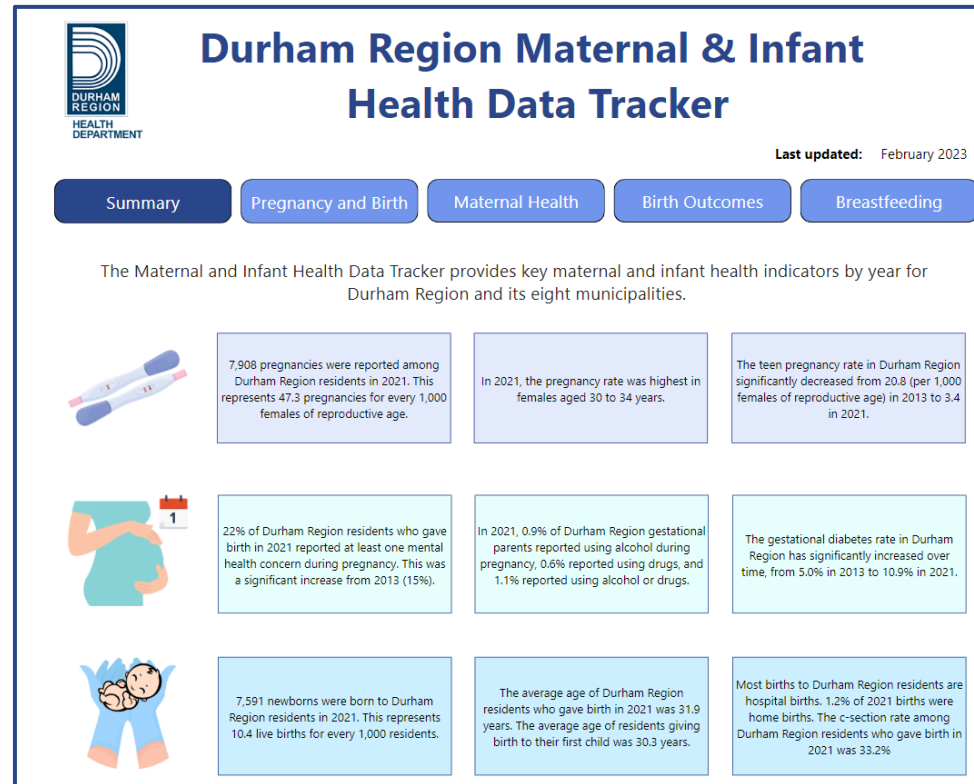 DURHAM
REGION
HEALTH
DEPARTMENT
Durham Region Maternal & Infant
Health Data Tracker
Last updated: February 2023
Summary
Pregnancy and Birth
Maternal Health
Birth Outcomes
Breastfeeding
The Maternal and Infant Health Data Tracker provides key maternal and infant health indicators by year for
Durham Region and its eight municipalities.
7,908 pregnancies were reported among
Durham Region residents in 2021. This
represents 47.3 pregnancies for every 1,000
females of reproductive age.
In 2021, the pregnancy rate was highest in
females aged 30 to 34 years.
The teen pregnancy rate in Durham Region
significantly decreased from 20.8 (per 1,000
females of reproductive age) in 2013 to 3.4
in 2021.
1
22% of Durham Region residents who gave
birth in 2021 reported at least one mental
health concern during pregnancy. This was
a significant increase from 2013 (15%).
In 2021, 0.9% of Durham Region gestational
parents reported using alcohol during
pregnancy, 0.6% reported using drugs, and
1.1% reported using alcohol or drugs.
The gestational diabetes rate in Durham
Region has significantly increased over
time, from 5.0% in 2013 to 10.9% in 2021.
7,591 newborns were born to Durham
Region residents in 2021. This represents
10.4 live births for every 1,000 residents.
The average age of Durham Region
residents who gave birth in 2021 was 31.9
years. The average age of residents giving
birth to their first child was 30.3 years.
Most births to Durham Region residents are
hospital births. 1.2% of 2021 births were
home births. The c-section rate among
Durham Region residents who gave birth in
2021 was 33.2%